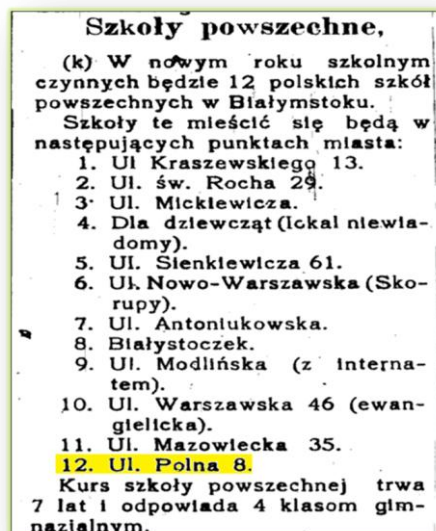 Szkoły powszechne,
(k) W nowym roku szkolnym
czynnych będzie 12 polskich szkół
powszechnych w Białymstoku.
Szkoły te mieścić się będą w
następujących punktach miasta:
1. Ul Kraszewskiego 13.
2. Ul. św. Rocha 29.
3. Ul. Mickiewicza.
4. Dla dziewcząt (lokal niewia-
domy).
5. Ul. Sienkiewicza 61.
6. Ul. Nowo-Warszawska (Sko-
rupy).
7. Ul. Antoniukowska.
8. Białystoczek.
9. Ul. Modlińska (z interna-
tem).
10. Ul. Warszawska 46 (ewan-
gielicka).
11. Ul. Mazowiecka 35.
12. Ul. Polna 8.
Kurs szkoły powszechnej trwa
7 lat i odpowiada 4 klasom gim-
nazialnym.